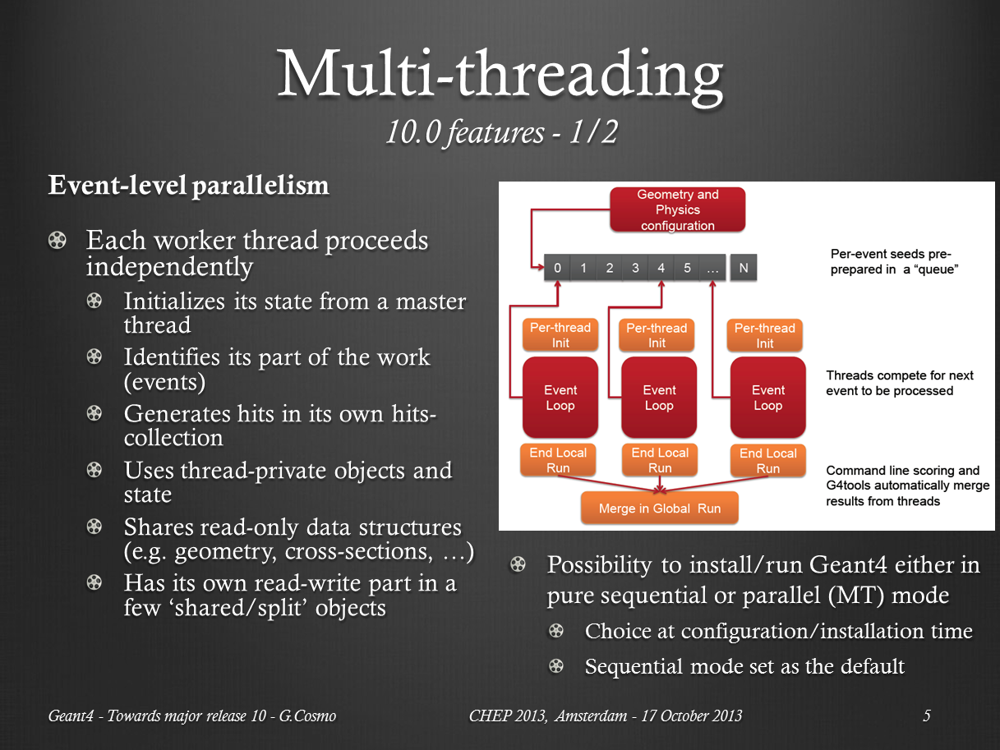 Multi-threading
10.0 features - 1/2
Event-level parallelism
Each worker thread proceeds
independently
Initializes its state from a master
thread
Identifies its part of the work
(events)
Generates hits in its own hits-
collection
Uses thread-private objects and
state
Shares read-only data structures
(e.g. geometry, cross-sections, …)
Has its own read-write part in a
few ‘shared/split’ objects
Geometry and
Physics
configuration
0 1 2 3 4 5 … N
Per-event seeds pre-
prepared in a “queue”
Per-thread
Init
Per-thread
Init
Per-thread
Init
Event
Loop
Event
Loop
Event
Loop
Threads compete for next
event to be processed
End Local
Run
End Local
Run
End Local
Run
Command line scoring and
G4tools automatically merge
results from threads
Merge in Global Run
Possibility to install/run Geant4 either in
pure sequential or parallel (MT) mode
Choice at configuration/installation time
Sequential mode set as the default
Geant4 - Towards major release 10 - G.Cosmo
CHEP 2013, Amsterdam - 17 October 2013
5